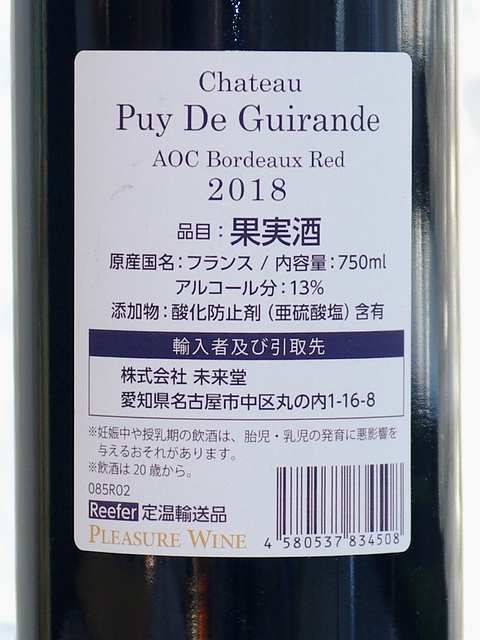 Chateau
Puy De Guirande
AOC Bordeaux Red
2018
品目：果実酒
原産国名：フランス / 内容量：750ml
アルコール分：13%
添加物：酸化防止剤（亜硫酸塩）含有
輸入者及び引取先
株式会社 未来堂
愛知県名古屋市中区丸の内1-16-8
※妊娠中や授乳期の飲酒は、胎児・乳児の発育に悪影響を
与えるおそれがあります。
※飲酒は20歳から。
085R02
Reefer 定温輸送品
PLEASURE WINE
4 580537 834508